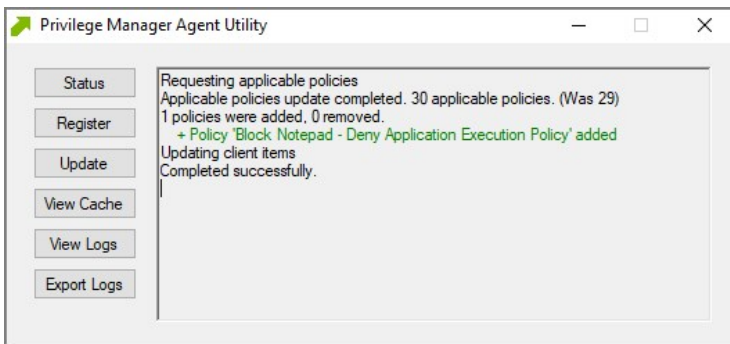 Privilege Manager Agent Utility
Status
Register
Update
View Cache
View Logs
Export Logs
Requesting applicable policies
Applicable policies update completed. 30 applicable policies. (Was 29)
1 policies were added, 0 removed.
+ Policy 'Block Notepad - Deny Application Execution Policy' added
Updating client items
Completed successfully.